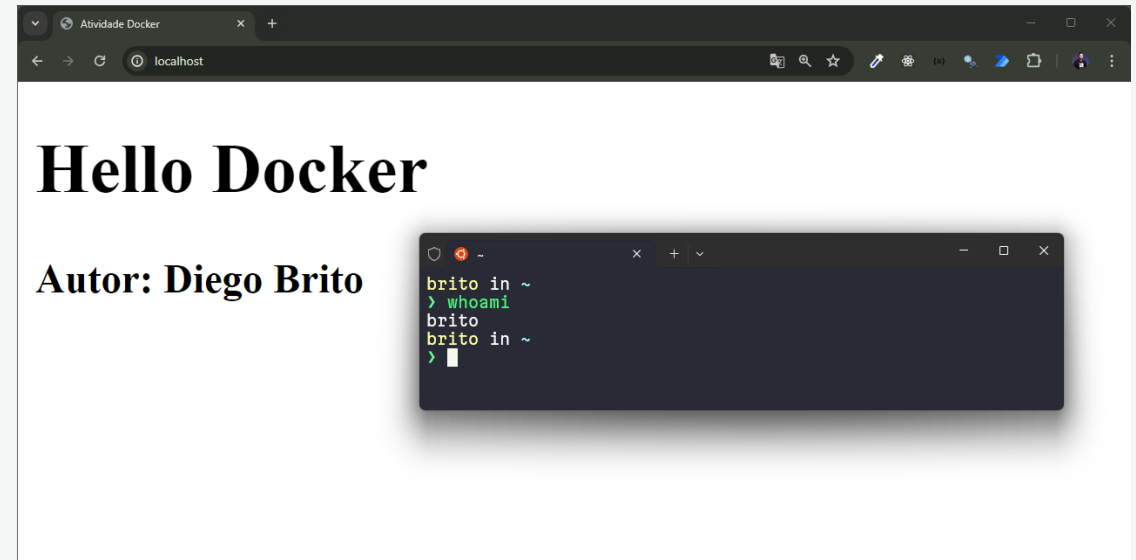 Atividade Docker
localhost
Hello Docker
Autor: Diego Brito
~
brito in ~
❯ whoami
brito
brito in ~
❯